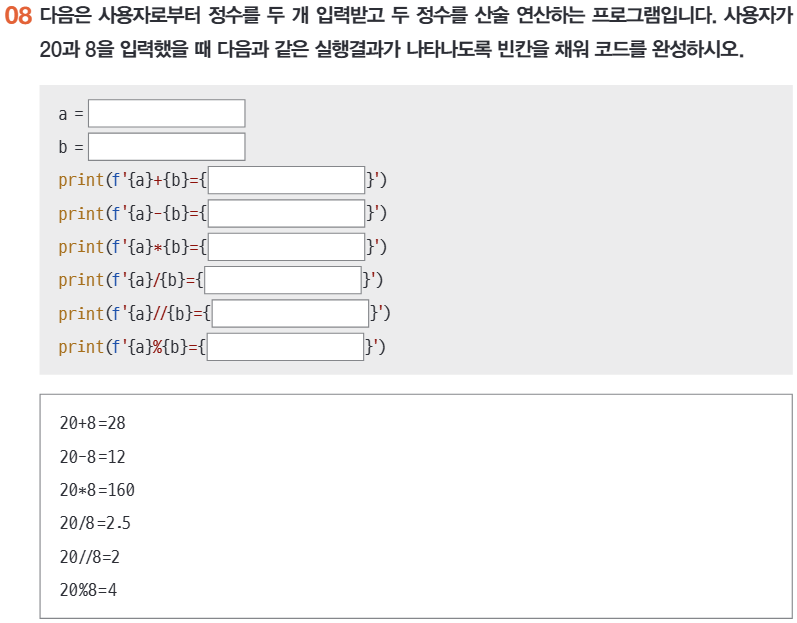 08 다음은 사용자로부터 정수를 두 개 입력받고 두 정수를 산술 연산하는 프로그램입니다. 사용자가
20과 8을 입력했을 때 다음과 같은 실행결과가 나타나도록 빈칸을 채워 코드를 완성하시오.
a =
b =
print(f'{a}+{b}={ }')
print(f'{a}-{b}={ }')
print(f'{a}*{b}={ }')
print(f'{a}/{b}={ }')
print(f'{a}//{b}={ }')
print(f'{a}%{b}={ }')
20+8=28
20-8=12
20*8=160
20/8=2.5
20//8=2
20%8=4